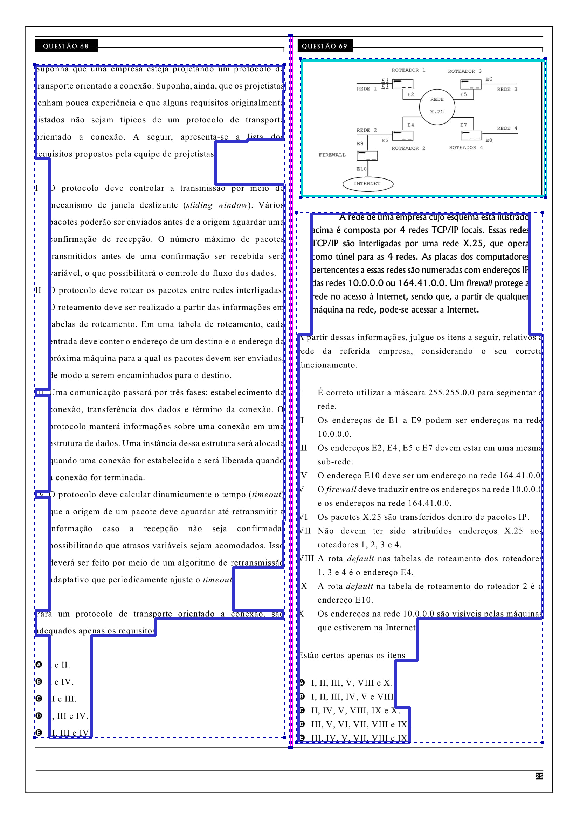 QUESTÃO 68
Suponha que uma empresa esteja projetando um protocolo de
transporte orientado a conexão. Suponha, ainda, que os projetistas
tenham pouca experiência e que alguns requisitos originalmente
listados não sejam típicos de um protocolo de transporte
orientado a conexão. A seguir, apresenta-se a lista dos
requisitos propostos pela equipe de projetistas.
I O protocolo deve controlar a transmissão por meio de
mecanismo de janela deslizante (sliding window). Vários
pacotes poderão ser enviados antes de a origem aguardar uma
confirmação de recepção. O número máximo de pacotes
transmitidos antes de uma confirmação ser recebida será
variável, o que possibilitará o controle do fluxo dos dados.
II O protocolo deve rotear os pacotes entre redes interligadas.
O roteamento deve ser realizado a partir das informações em
tabelas de roteamento. Em uma tabela de roteamento, cada
entrada deve conter o endereço de um destino e o endereço da
próxima máquina para a qual os pacotes devem ser enviados,
de modo a serem encaminhados para o destino.
III Uma comunicação passará por três fases: estabelecimento da
conexão, transferência dos dados e término da conexão. O
protocolo manterá informações sobre uma conexão em uma
estrutura de dados. Uma instância dessa estrutura será alocada
quando uma conexão for estabelecida e será liberada quando
a conexão for terminada.
IV O protocolo deve calcular dinamicamente o tempo (timeout)
que a origem de um pacote deve aguardar até retransmitir a
informação caso a recepção não seja confirmada,
possibilitando que atrasos variáveis sejam acomodados. Isso
deverá ser feito por meio de um algoritmo de retransmissão
adaptativo que periodicamente ajuste o timeout.
Para um protocolo de transporte orientado a conexão, são
adequados apenas os requisitos
A I e II.
B I e IV.
C II e III.
D I, III e IV.
E II, III e IV.
QUESTÃO 69
ROTEADOR 1
ROTEADOR 3
REDE 1
E1
E2
E6
E5
REDE 3
REDE
X.25
REDE 2
E4
E7
REDE 4
E9
E3
E8
ROTEADOR 2
FIREWALL
E10
INTERNET
A rede de uma empresa cujo esquema está ilustrado
acima é composta por 4 redes TCP/IP locais. Essas redes
TCP/IP são interligadas por uma rede X.25, que opera
como túnel para as 4 redes. As placas dos computadores
pertencentes a essas redes são numeradas com endereços IP
das redes 10.0.0.0 ou 164.41.0.0. Um firewall protege a
rede no acesso à Internet, sendo que, a partir de qualquer
máquina na rede, pode-se acessar a Internet.
A partir dessas informações, julgue os itens a seguir, relativos à
rede da referida empresa, considerando o seu correto
funcionamento.
I É correto utilizar a máscara 255.255.0.0 para segmentar a
rede.
II Os endereços de E1 a E9 podem ser endereços na rede
10.0.0.0.
III Os endereços E2, E4, E5 e E7 devem estar em uma mesma
sub-rede.
IV O endereço E10 deve ser um endereço na rede 164.41.0.0.
V O firewall deve traduzir entre os endereços na rede 10.0.0.0
e os endereços na rede 164.41.0.0.
VI Os pacotes X.25 são transferidos dentro de pacotes IP.
VII Não devem ter sido atribuídos endereços X.25 aos
roteadores 1, 2, 3 e 4.
VIII A rota default nas tabelas de roteamento dos roteadores
1, 3 e 4 é o endereço E4.
IX A rota default na tabela de roteamento do roteador 2 é o
endereço E10.
X Os endereços na rede 10.0.0.0 são visíveis pelas máquinas
que estiverem na Internet.
Estão certos apenas os itens
A I, II, III, V, VIII e X.
B I, II, III, IV, V e VIII.
C II, IV, V, VIII, IX e X.
D III, V, VI, VII, VIII e IX.
E III, IV, V, VII, VIII e IX.